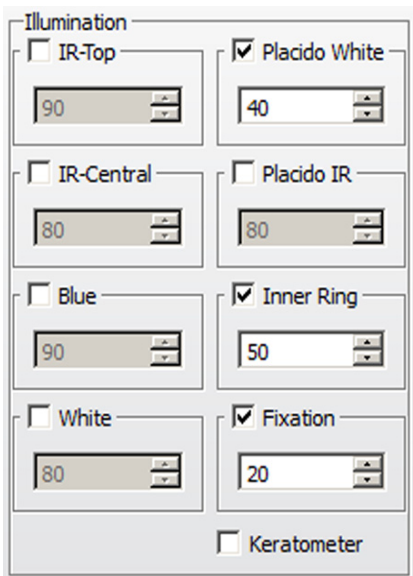 Illumination
IR-Top
Placido White
90
40
IR-Central
Placido IR
80
80
Blue
Inner Ring
90
50
White
Fixation
80
20
Keratometer